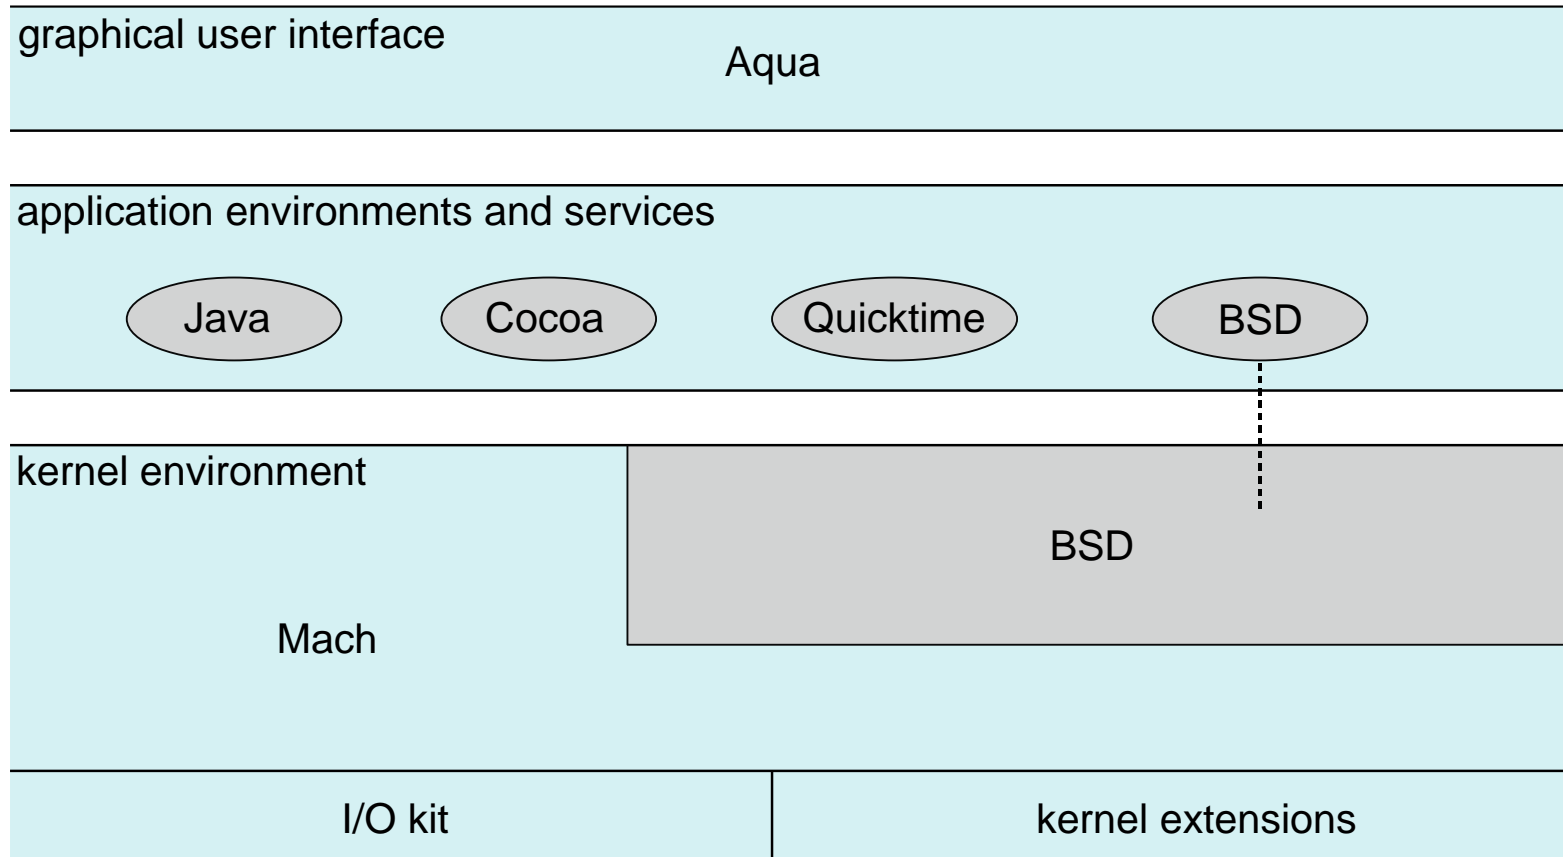 graphical user interface
Aqua
application environments and services
Java
Cocoa
Quicktime
BSD
kernel environment
BSD
Mach
I/O kit
kernel extensions